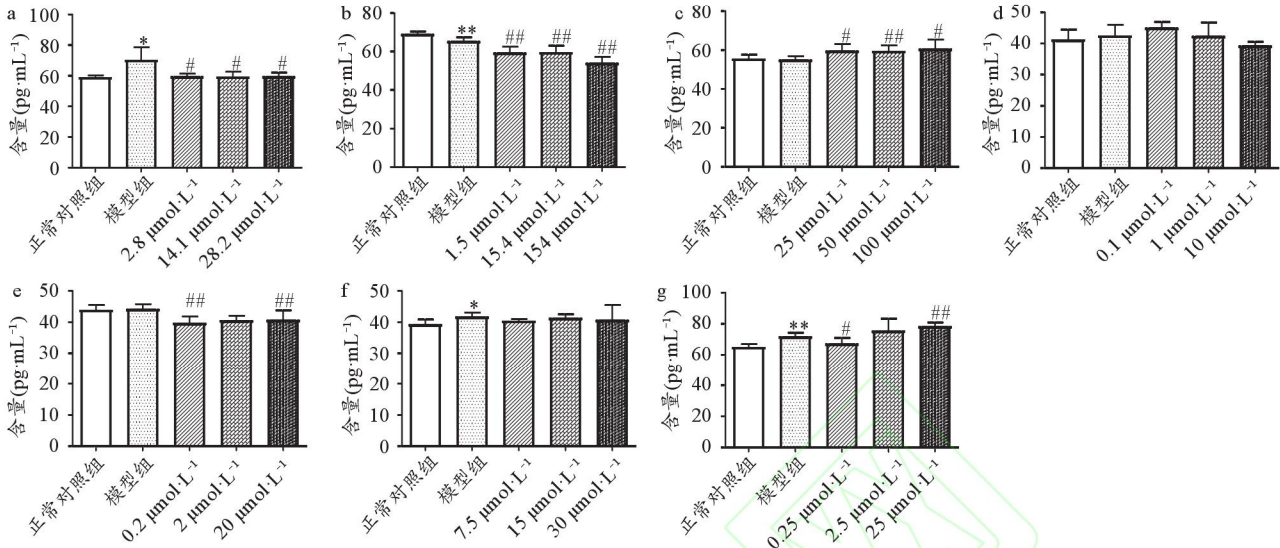 a
100
80
60
40
20
0
含量(pg·mL⁻¹)
*
#
#
#
正常对照组
模型组
2.8 μmol·L⁻¹
14.1 μmol·L⁻¹
28.2 μmol·L⁻¹
b
80
60
40
20
0
含量(pg·mL⁻¹)
**
##
##
##
正常对照组
模型组
1.5 μmol·L⁻¹
15.4 μmol·L⁻¹
154 μmol·L⁻¹
c
80
60
40
20
0
含量(pg·mL⁻¹)
#
##
#
正常对照组
模型组
25 μmol·L⁻¹
50 μmol·L⁻¹
100 μmol·L⁻¹
d
50
40
30
20
10
0
含量(pg·mL⁻¹)
正常对照组
模型组
0.1 μmol·L⁻¹
1 μmol·L⁻¹
10 μmol·L⁻¹
e
50
40
30
20
10
0
含量(pg·mL⁻¹)
##
##
正常对照组
模型组
0.2 μmol·L⁻¹
2 μmol·L⁻¹
20 μmol·L⁻¹
f
50
40
30
20
10
0
含量(pg·mL⁻¹)
*
正常对照组
模型组
7.5 μmol·L⁻¹
15 μmol·L⁻¹
30 μmol·L⁻¹
g
100
80
60
40
20
0
含量(pg·mL⁻¹)
**
#
##
正常对照组
模型组
0.25 μmol·L⁻¹
2.5 μmol·L⁻¹
25 μmol·L⁻¹